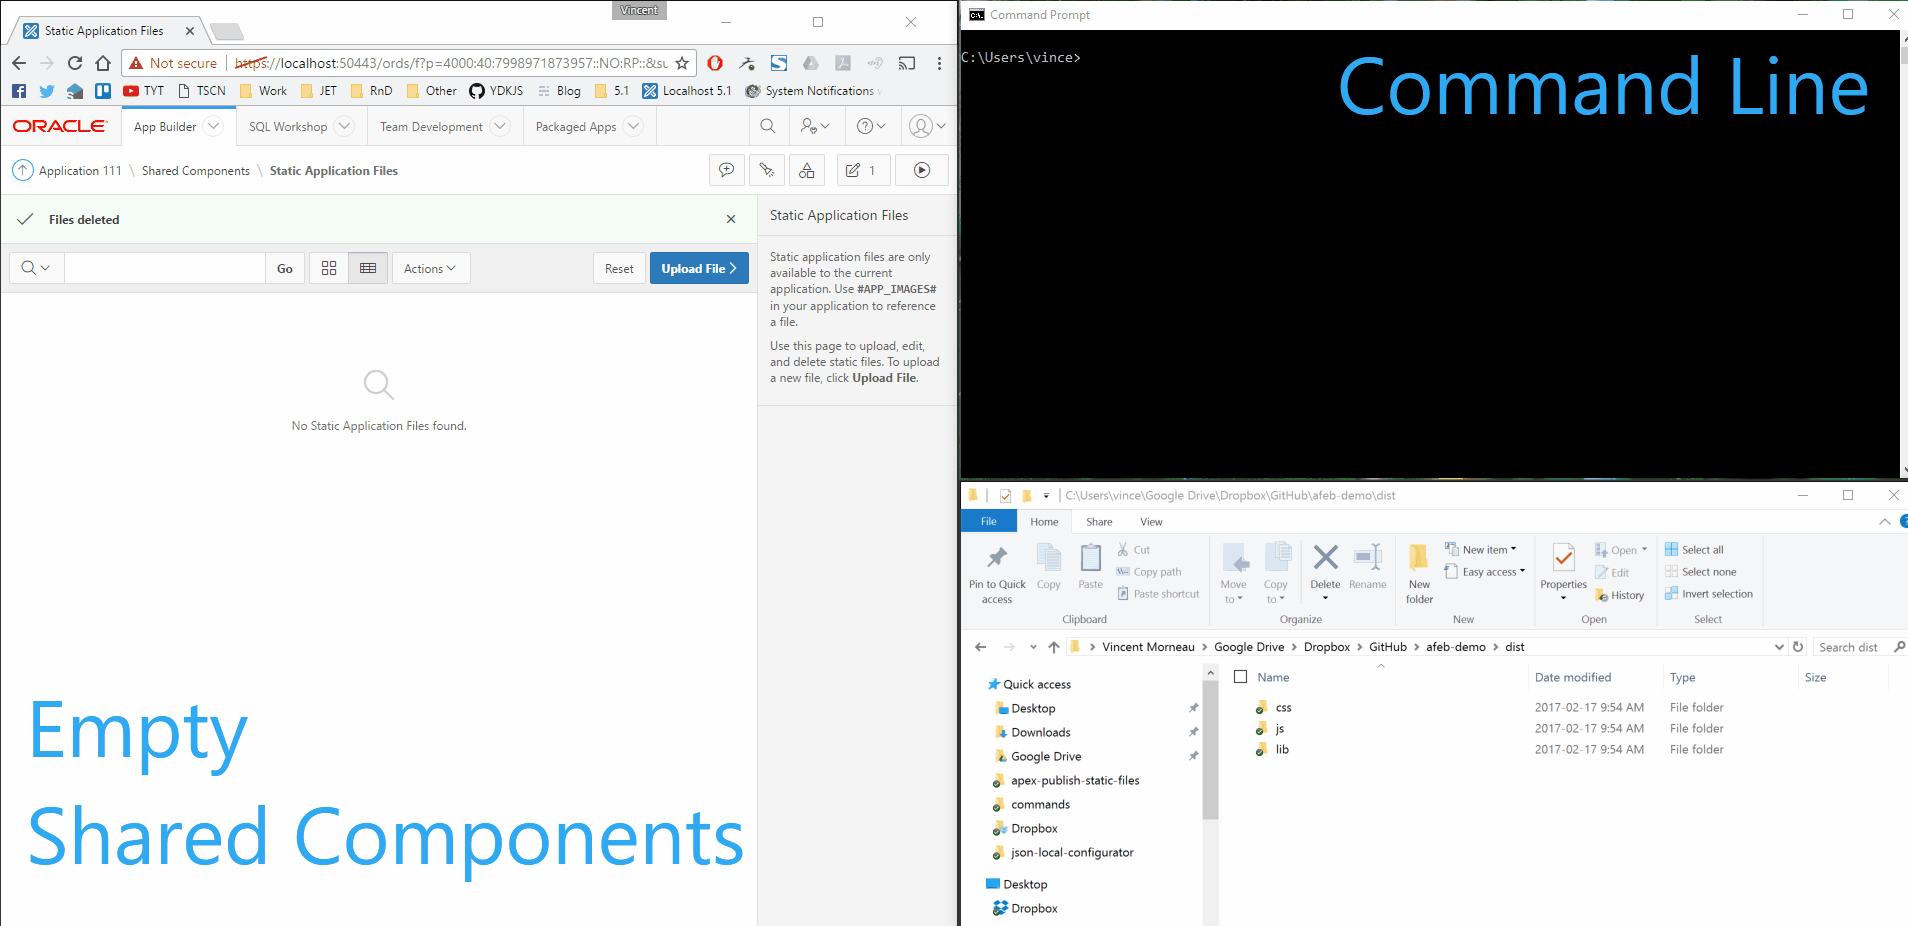 Vincent
Static Application Files
Not secure | https://localhost:50443/ords/f?p=4000:40:7998971873957::NO:RP::&su
TYT TSCN Work JET RnD Other YDKJS Blog 5.1 Localhost 5.1 System Notifications
ORACLE App Builder SQL Workshop Team Development Packaged Apps
Application 111 \ Shared Components \ Static Application Files
1
Files deleted
Go Actions Reset Upload File
No Static Application Files found.
Static Application Files
Static application files are only
available to the current
application. Use #APP_IMAGES#
in your application to reference
a file.
Use this page to upload, edit,
and delete static files. To upload
a new file, click Upload File.
Empty
Shared Components
Command Prompt
C:\Users\vince>
Command Line
C:\Users\vince\Google Drive\Dropbox\GitHub\afeb-demo\dist
File Home Share View
Pin to Quick
access
Copy
Paste
Cut
Copy path
Paste shortcut
Clipboard
Move
to
Copy
to
Delete
Rename
Organize
New
folder
New item
Easy access
New
Properties
Open
Edit
History
Open
Select all
Select none
Invert selection
Select
Vincent Morneau > Google Drive > Dropbox > GitHub > afeb-demo > dist
Search dist
Quick access
Desktop
Downloads
Google Drive
apex-publish-static-files
commands
Dropbox
json-local-configurator
Desktop
Dropbox
Name Date modified Type Size
css 2017-02-17 9:54 AM File folder
js 2017-02-17 9:54 AM File folder
lib 2017-02-17 9:54 AM File folder